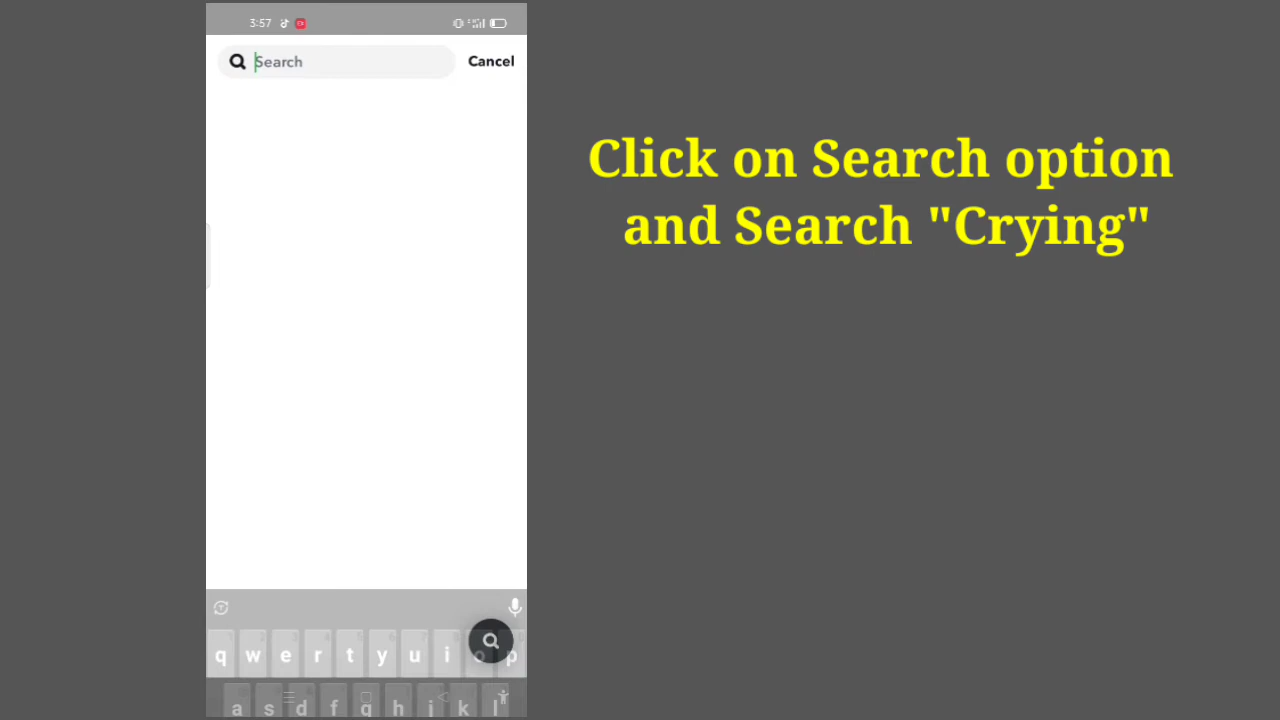 3:57
Search
Cancel
Click on Search option
and Search "Crying"
q w e r t y u i o p
a s d f g h j k l